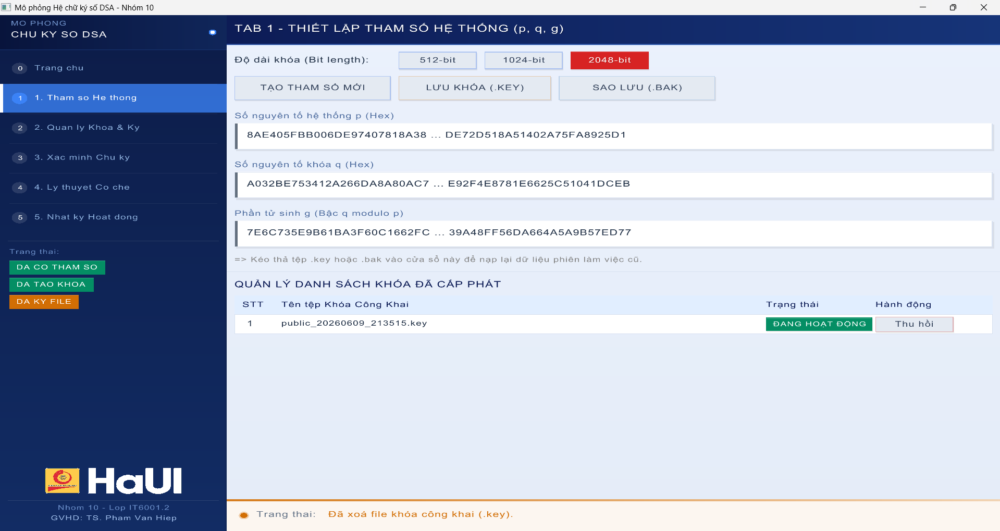 Mô phỏng Hệ chữ ký số DSA - Nhóm 10
MO PHONG
CHU KY SO DSA
0 Trang chu
1 1. Tham so He thong
2 2. Quan ly Khoa & Ky
3 3. Xac minh Chu ky
4 4. Ly thuyet Co che
5 5. Nhat ky Hoat dong
Trang thai:
DA CO THAM SO
DA TAO KHOA
DA KY FILE
HaUI
Nhom 10 - Lop IT6001.2
GVHD: TS. Pham Van Hiep
TAB 1 - THIẾT LẬP THAM SỐ HỆ THỐNG (p, q, g)
Độ dài khóa (Bit length): 512-bit 1024-bit 2048-bit
TẠO THAM SỐ MỚI LƯU KHÓA (.KEY) SAO LƯU (.BAK)
Số nguyên tố hệ thống p (Hex)
8AE405FBB006DE97407818A38 ... DE72D518A51402A75FA8925D1
Số nguyên tố khóa q (Hex)
A032BE753412A266DA8A80AC7 ... E92F4E8781E6625C51041DCEB
Phần tử sinh g (Bậc q modulo p)
7E6C735E9B61BA3F60C1662FC ... 39A48FF56DA664A5A9B57ED77
=> Kéo thả tệp .key hoặc .bak vào cửa sổ này để nạp lại dữ liệu phiên làm việc cũ.
QUẢN LÝ DANH SÁCH KHÓA ĐÃ CẤP PHÁT
STT Tên tệp Khóa Công Khai Trạng thái Hành động
1 public_20260609_213515.key ĐANG HOẠT ĐỘNG Thu hồi
Trang thai: Đã xoá file khóa công khai (.key).